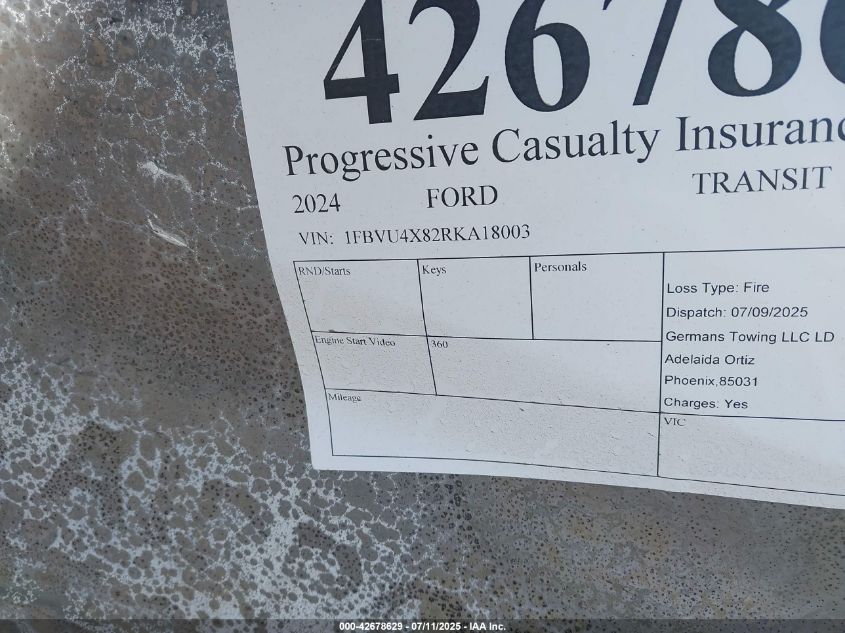 42678
Progressive Casualty Insuranc
2024 FORD TRANSIT
VIN: 1FBVU4X82RKA18003
RND/Starts Keys Personals
Loss Type: Fire
Dispatch: 07/09/2025
Germans Towing LLC LD
Engine Start Video 360
Adelaida Ortiz
Phoenix,85031
Mileage
Charges: Yes
VIC
000-42678629 - 07/11/2025 - IAA Inc.